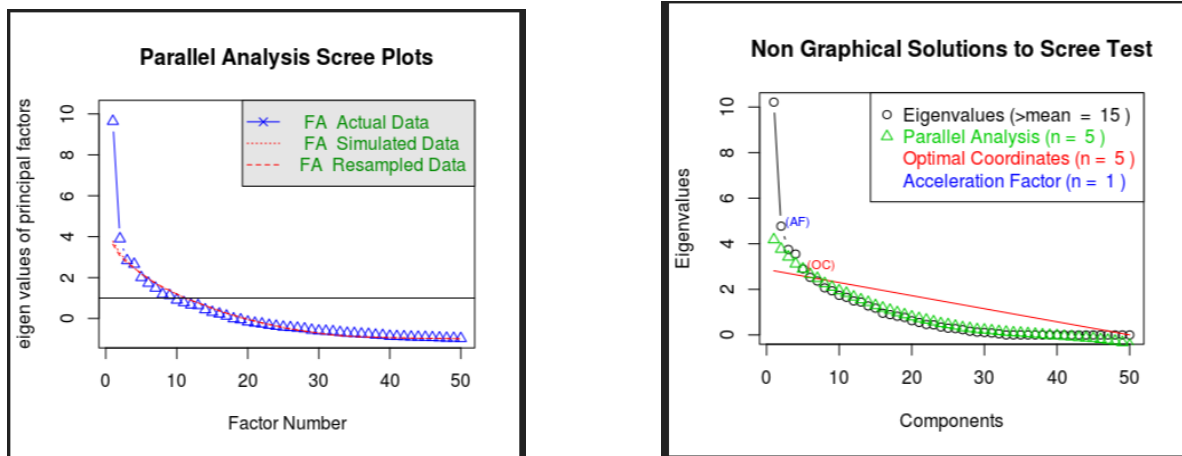 Parallel Analysis Scree Plots
eigen values of principal factors
10
8
6
4
2
0
FA Actual Data
FA Simulated Data
FA Resampled Data
0 10 20 30 40 50
Factor Number
Non Graphical Solutions to Scree Test
Eigenvalues
10
8
6
4
2
0
Eigenvalues (>mean = 15 )
Parallel Analysis (n = 5 )
Optimal Coordinates (n = 5 )
Acceleration Factor (n = 1 )
(AF)
(OC)
0 10 20 30 40 50
Components